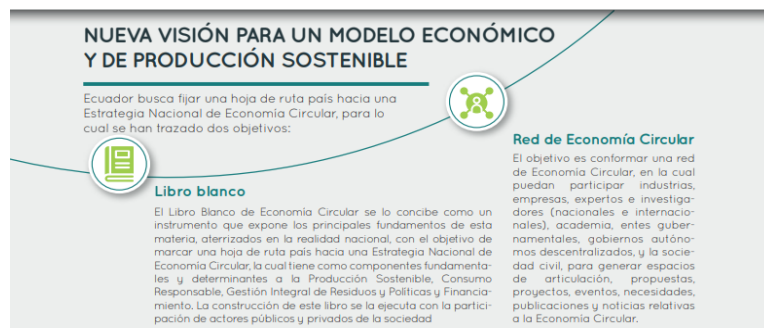 NUEVA VISIÓN PARA UN MODELO ECONÓMICO
Y DE PRODUCCIÓN SOSTENIBLE
Ecuador busca fijar una hoja de ruta país hacia una
Estrategia Nacional de Economía Circular, para lo
cual se han trazado dos objetivos:
Libro blanco
El Libro Blanco de Economía Circular se lo concibe como un
instrumento que expone los principales fundamentos de esta
materia, aterrizados en la realidad nacional, con el objetivo de
marcar una hoja de ruta país hacia una Estrategia Nacional de
Economía Circular, la cual tiene como componentes fundamenta-
les y determinantes a la Producción Sostenible, Consumo
Responsable, Gestión Integral de Residuos y Políticas y Financia-
miento. La construcción de este libro se la ejecuta con la partici-
pación de actores públicos y privados de la sociedad
Red de Economía Circular
El objetivo es conformar una red
de Economía Circular, en la cual
puedan participar industrias,
empresas, expertos e investiga-
dores (nacionales e internacio-
nales), academia, entes guber-
namentales, gobiernos autóno-
mos descentralizados, y la socie-
dad civil, para generar espacios
de articulación, propuestas,
proyectos, eventos, necesidades,
publicaciones y noticias relativas
a la Economía Circular.